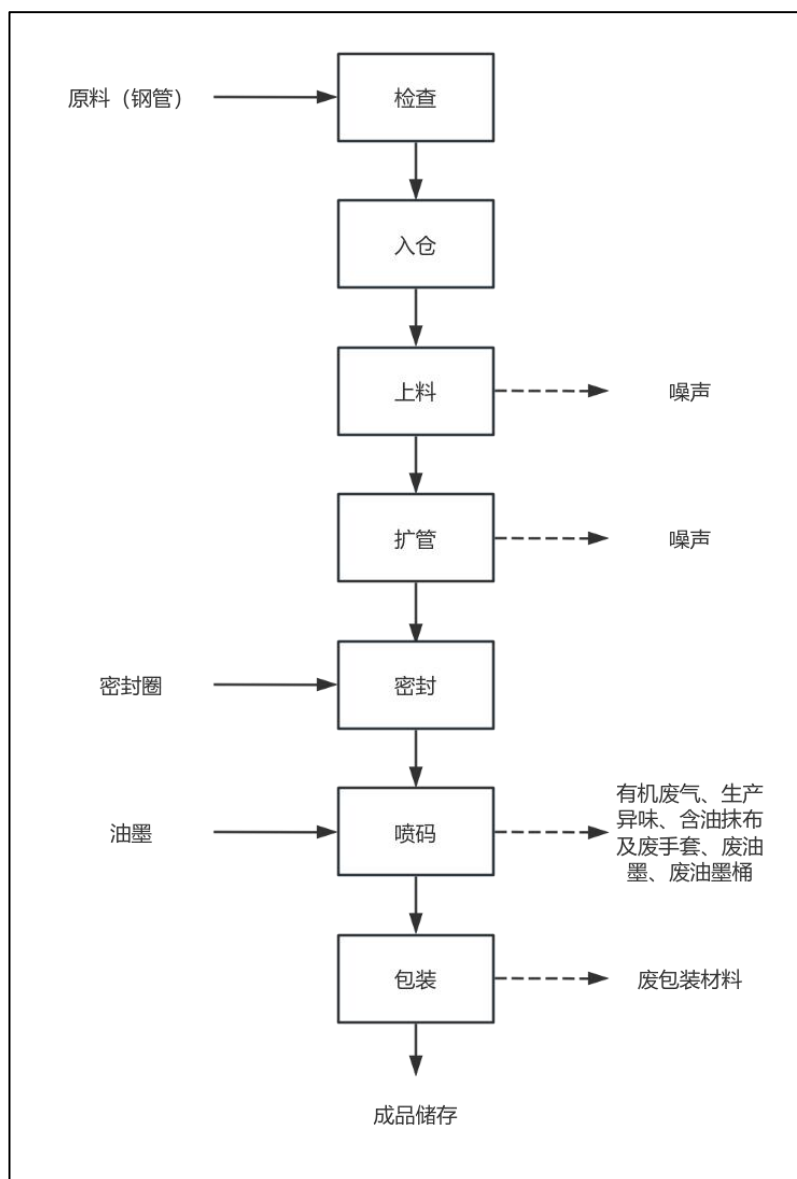 原料（钢管）
检查
入仓
上料
噪声
扩管
噪声
密封圈
密封
油墨
喷码
有机废气、生产
异味、含油抹布
及废手套、废油
墨、废油墨桶
包装
废包装材料
成品储存